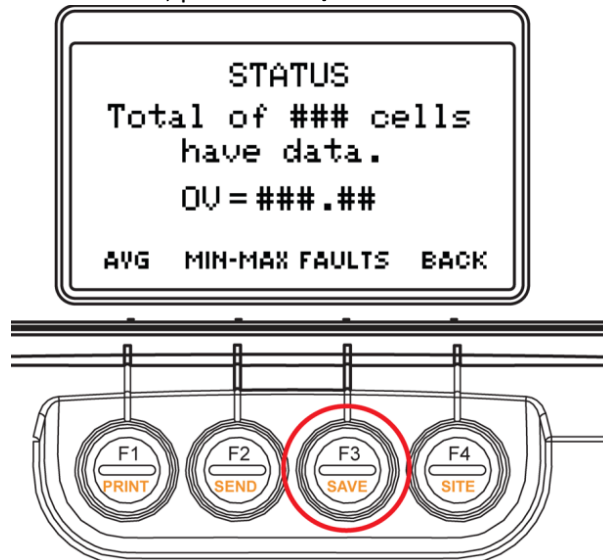 STATUS
Total of ### cells
have data.
OV=###.##
AVG MIN-MAX FAULTS BACK
F1 F2 F3 F4
PRINT SEND SAVE SITE